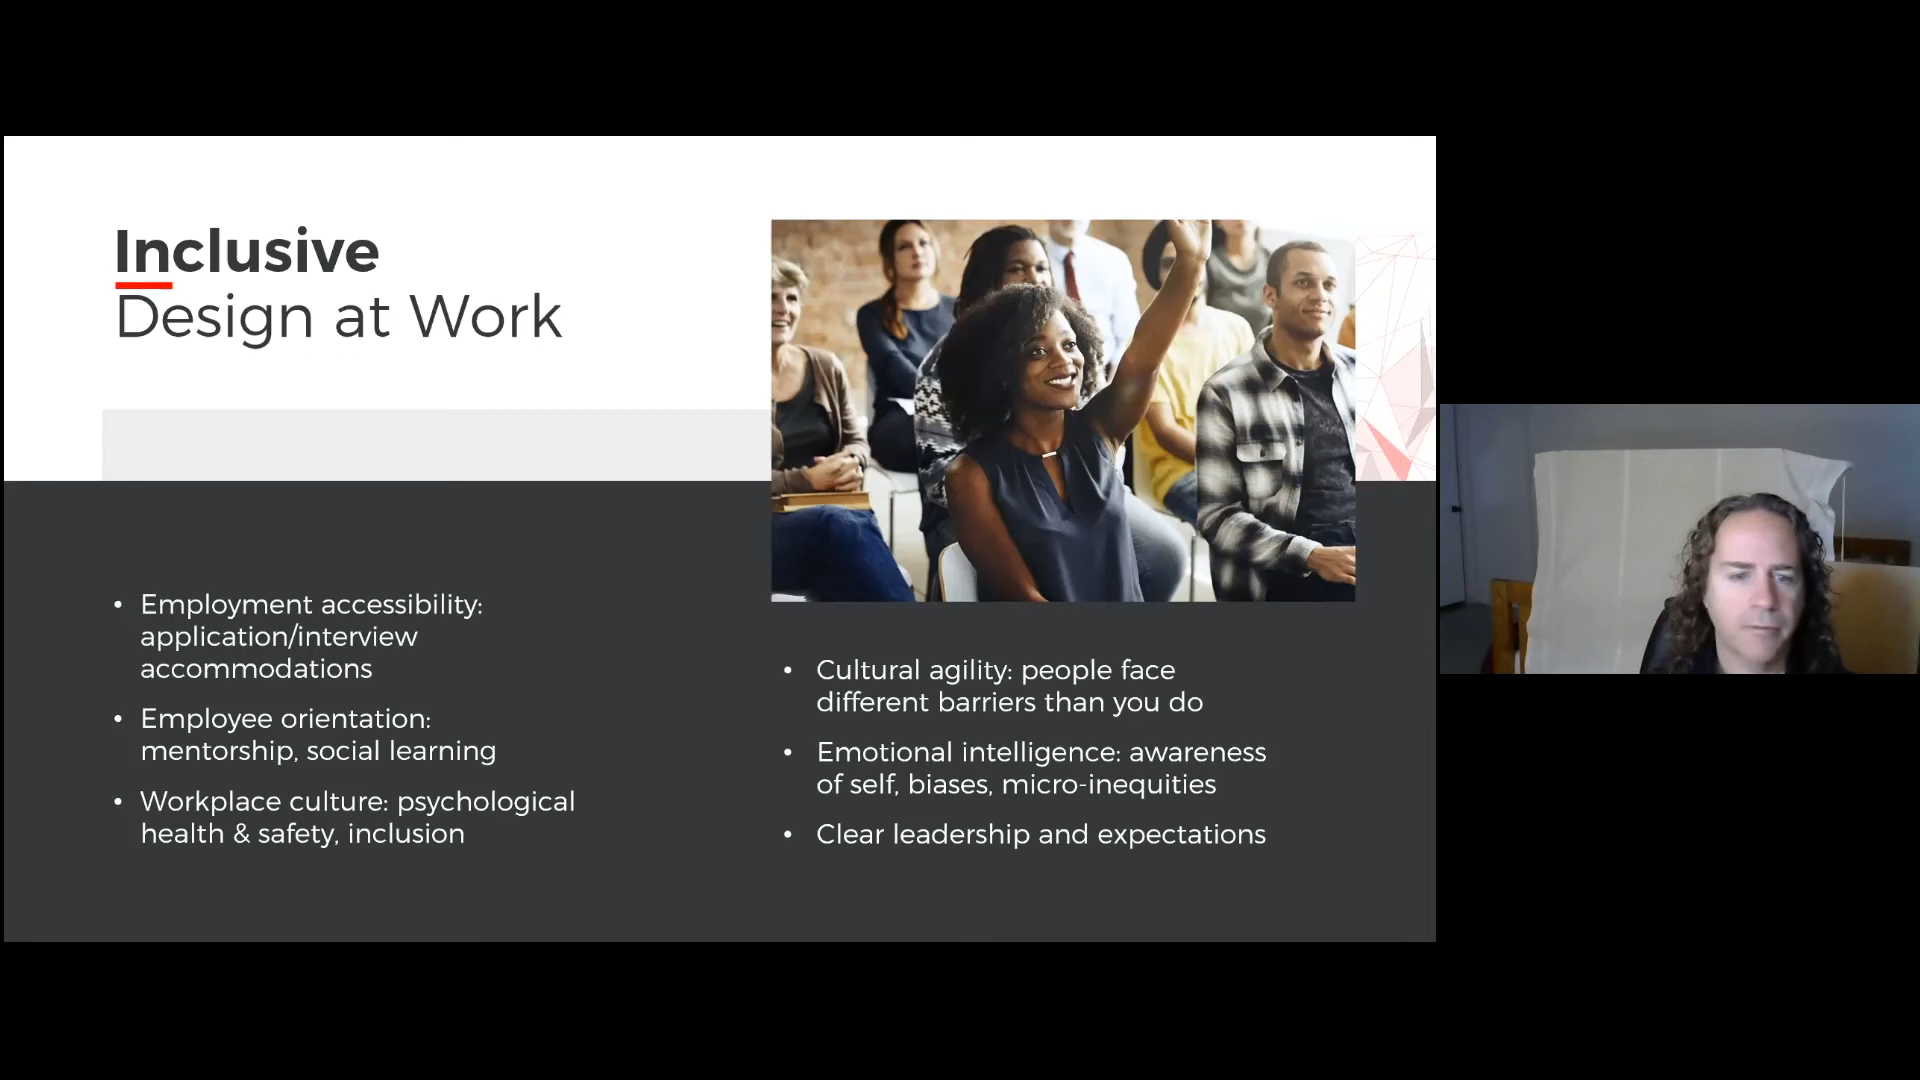 Inclusive
Design at Work
• Employment accessibility:
application/interview
accommodations
• Employee orientation:
mentorship, social learning
• Workplace culture: psychological
health & safety, inclusion
• Cultural agility: people face
different barriers than you do
• Emotional intelligence: awareness
of self, biases, micro-inequities
• Clear leadership and expectations